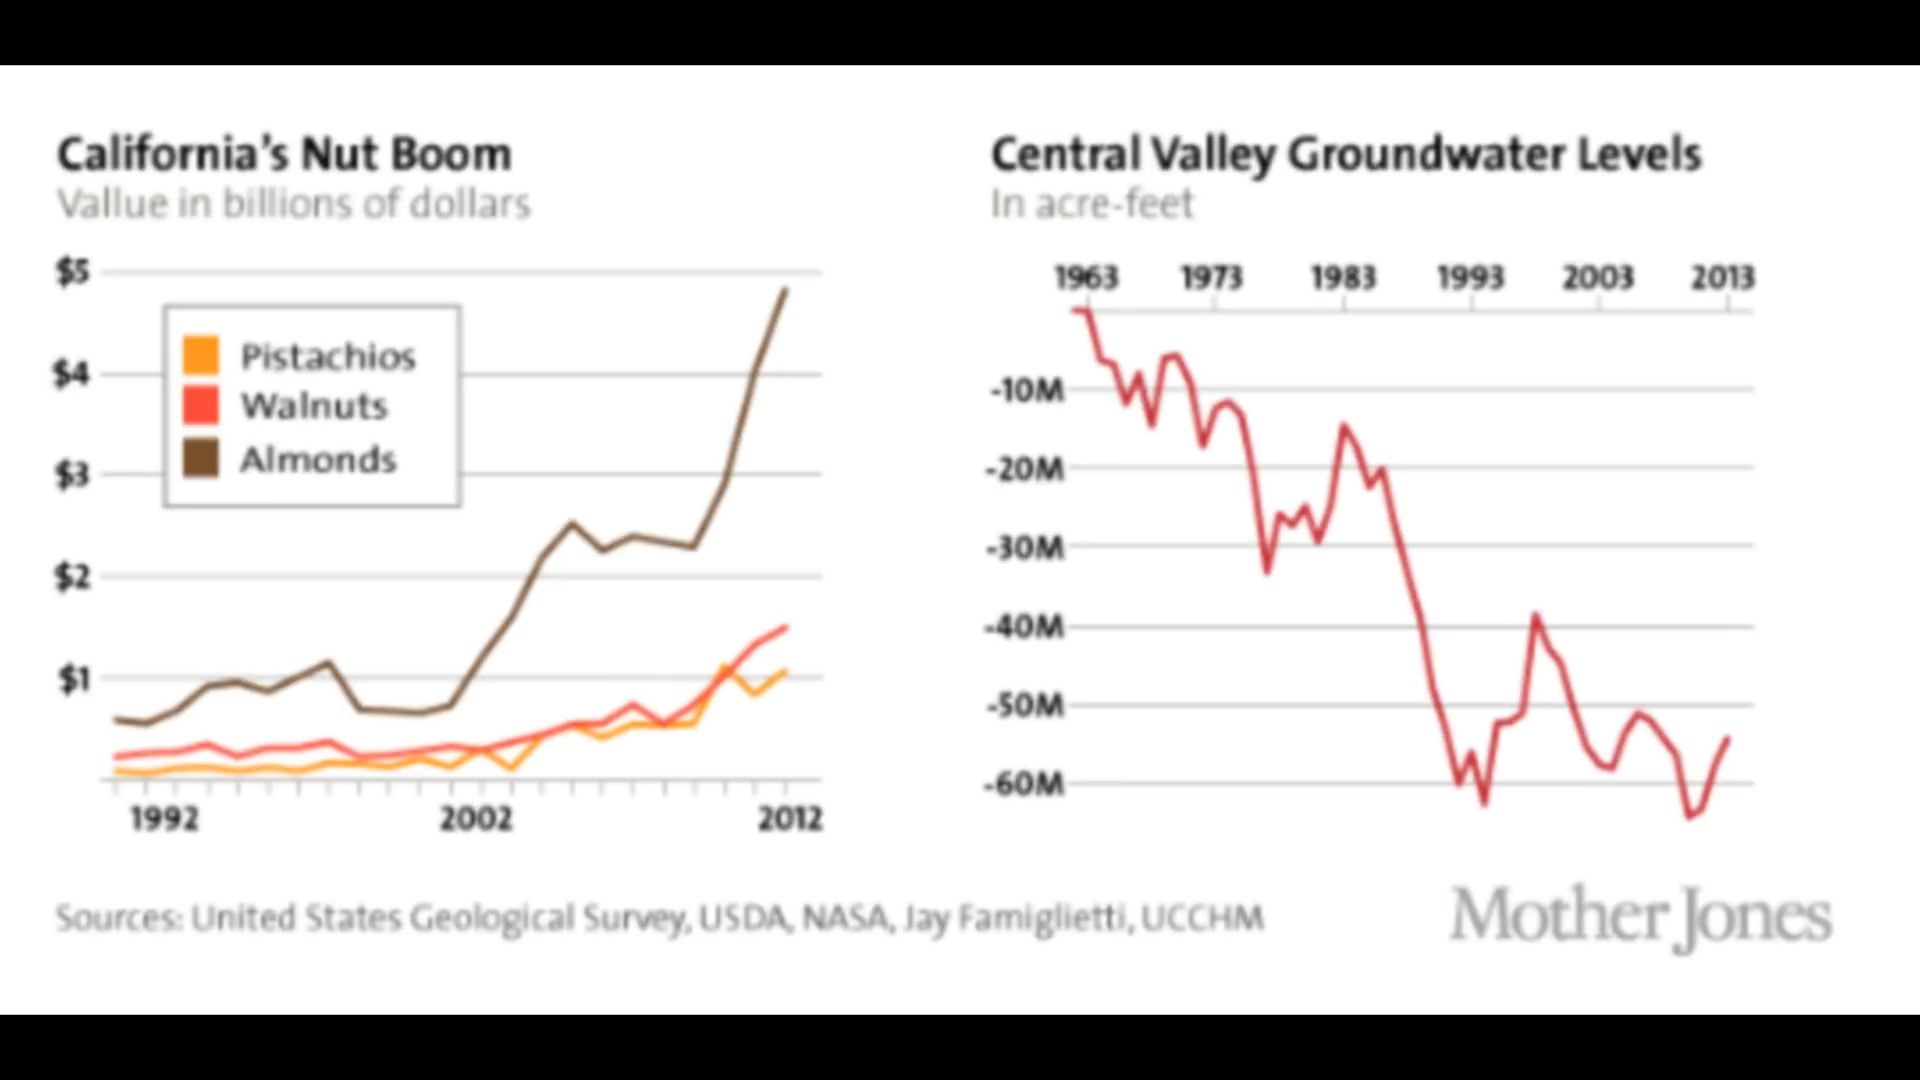 California's Nut Boom
Vallue in billions of dollars
$5
$4
$3
$2
$1
Pistachios
Walnuts
Almonds
1992 2002 2012
Central Valley Groundwater Levels
In acre-feet
1963 1973 1983 1993 2003 2013
-10M
-20M
-30M
-40M
-50M
-60M
Sources: United States Geological Survey, USDA, NASA, Jay Famiglietti, UCCHM
Mother Jones